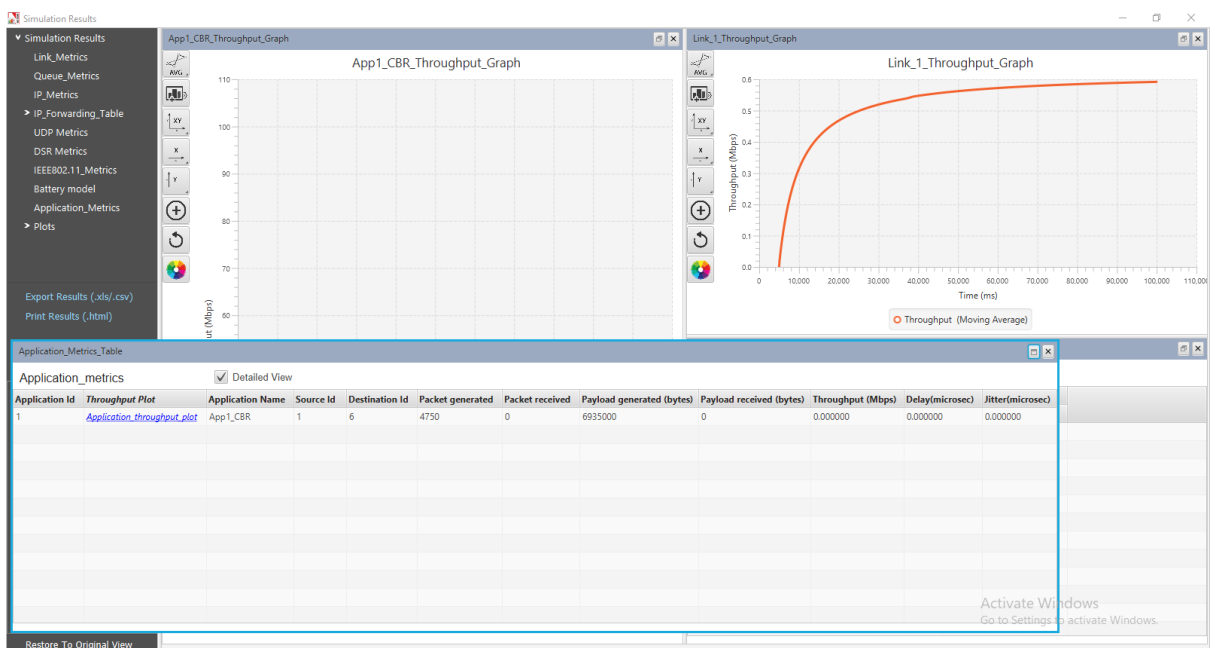 Simulation Results
Simulation Results
Link_Metrics
Queue_Metrics
IP_Metrics
IP_Forwarding_Table
UDP Metrics
DSR Metrics
IEEE802.11_Metrics
Battery model
Application_Metrics
Plots
Export Results (.xls/.csv)
Print Results (.html)
Restore To Original View
App1_CBR_Throughput_Graph
App1_CBR_Throughput_Graph
AVG
XY
X
Y
110
100
90
80
70
60
ut (Mbps)
Link_1_Throughput_Graph
Link_1_Throughput_Graph
AVG
XY
X
Y
Throughput (Mbps)
0.6
0.5
0.4
0.3
0.2
0.1
0.0
0 10,000 20,000 30,000 40,000 50,000 60,000 70,000 80,000 90,000 100,000 110,00
Time (ms)
Throughput (Moving Average)
Application_Metrics_Table
Application_metrics Detailed View
Application Id Throughput Plot Application Name Source Id Destination Id Packet generated Packet received Payload generated (bytes) Payload received (bytes) Throughput (Mbps) Delay(microsec) Jitter(microsec)
1 Application_throughput_plot App1_CBR 1 6 4750 0 6935000 0 0.000000 0.000000 0.000000
Activate Windows
Go to Settings to activate Windows.